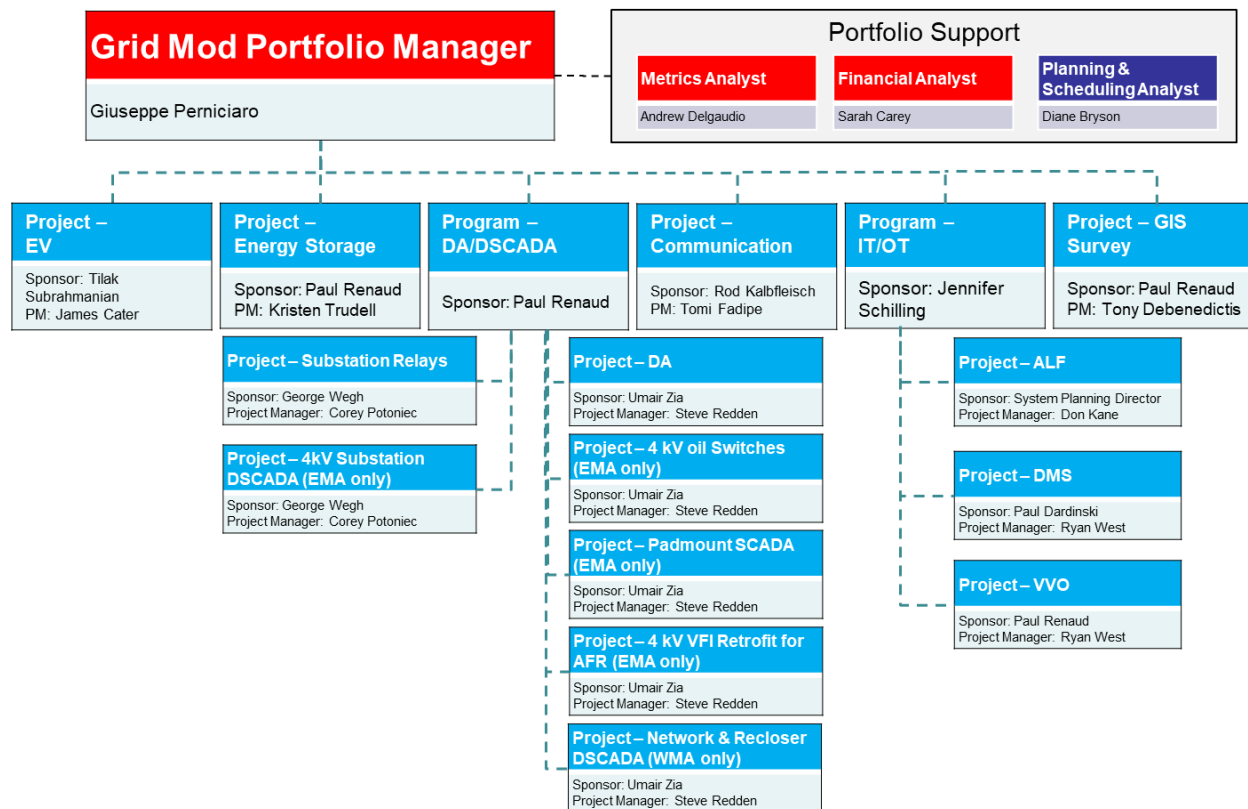 Grid Mod Portfolio Manager
Giuseppe Perniciaro
Portfolio Support
Metrics Analyst
Andrew Delgaudio
Financial Analyst
Sarah Carey
Planning &
Scheduling Analyst
Diane Bryson
Project –
EV
Sponsor: Tilak
Subrahmanian
PM: James Cater
Project –
Energy Storage
Sponsor: Paul Renaud
PM: Kristen Trudell
Program –
DA/DSCADA
Sponsor: Paul Renaud
Project –
Communication
Sponsor: Rod Kalbfleisch
PM: Tomi Fadipe
Program –
IT/OT
Sponsor: Jennifer
Schilling
Project – GIS
Survey
Sponsor: Paul Renaud
PM: Tony Debenedictis
Project – Substation Relays
Sponsor: George Wegh
Project Manager: Corey Potoniec
Project – 4kV Substation
DSCADA (EMA only)
Sponsor: George Wegh
Project Manager: Corey Potoniec
Project – DA
Sponsor: Umair Zia
Project Manager: Steve Redden
Project – 4 kV oil Switches
(EMA only)
Sponsor: Umair Zia
Project Manager: Steve Redden
Project – Padmount SCADA
(EMA only)
Sponsor: Umair Zia
Project Manager: Steve Redden
Project – 4 kV VFI Retrofit for
AFR (EMA only)
Sponsor: Umair Zia
Project Manager: Steve Redden
Project – Network & Recloser
DSCADA (WMA only)
Sponsor: Umair Zia
Project Manager: Steve Redden
Project – ALF
Sponsor: System Planning Director
Project Manager: Don Kane
Project – DMS
Sponsor: Paul Dardinski
Project Manager: Ryan West
Project – VVO
Sponsor: Paul Renaud
Project Manager: Ryan West